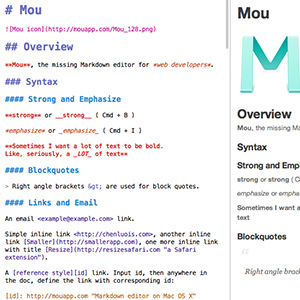 # Mou
![Mou icon](http://mouapp.com/Mou_128.png)
## Overview
**Mou**, the missing Markdown editor for *web developers*.
### Syntax
#### Strong and Emphasize
**strong** or __strong__ ( Cmd + B )
*emphasize* or _emphasize_ ( Cmd + I )
**Sometimes I want a lot of text to be bold.
Like, seriously, a _LOT_ of text**
#### Blockquotes
> Right angle brackets &gt; are used for block quotes.
#### Links and Email
An email <example@example.com> link.
Simple inline link <http://chenluois.com>, another inline
link [Smaller](http://smallerapp.com), one more inline link
with title [Resize](http://resizesafari.com "a Safari
extension").
A [reference style][id] link. Input id, then anywhere in
the doc, define the link with corresponding id:
[id]: http://mouapp.com "Markdown editor on Mac OS X"
Mou
M
Overview
Mou, the missing Ma
Syntax
Strong and Emp
strong or strong ( C
emphasize or empha
Sometimes I want a
text
Blockquotes
Right angle brack